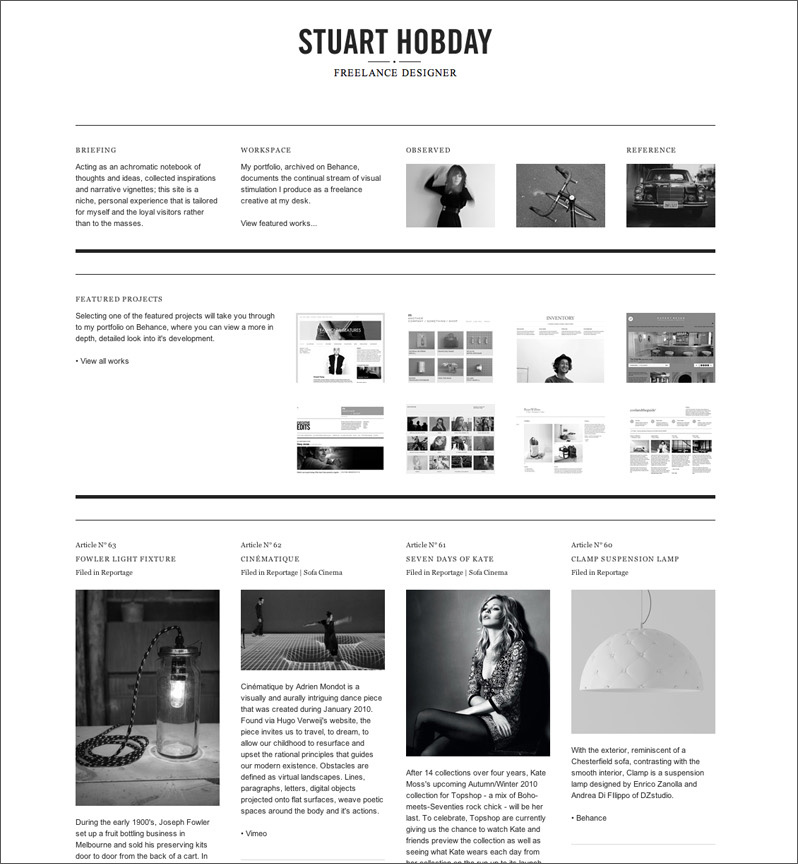 STUART HOBDAY
FREELANCE DESIGNER
BRIEFING
Acting as an achromatic notebook of
thoughts and ideas, collected inspirations
and narrative vignettes; this site is a
niche, personal experience that is tailored
for myself and the loyal visitors rather
than to the masses.
WORKSPACE
My portfolio, archived on Behance,
documents the continual stream of visual
stimulation I produce as a freelance
creative at my desk.
View featured works...
OBSERVED
REFERENCE
FEATURED PROJECTS
Selecting one of the featured projects will take you through
to my portfolio on Behance, where you can view a more in
depth, detailed look into it's development.
• View all works
INVENTORY
EDITS
Article Nº 63
FOWLER LIGHT FIXTURE
Filed in Reportage
During the early 1900's, Joseph Fowler
set up a fruit bottling business in
Melbourne and sold his preserving kits
door to door from the back of a cart. In
Article Nº 62
CINÉMATIQUE
Filed in Reportage | Sofa Cinema
Cinématique by Adrien Mondot is a
visually and aurally intriguing dance piece
that was created during January 2010.
Found via Hugo Verweij's website, the
piece invites us to travel, to dream, to
allow our childhood to resurface and
upset the rational principles that guides
our modern existence. Obstacles are
defined as virtual landscapes. Lines,
paragraphs, letters, digital objects
projected onto flat surfaces, weave poetic
spaces around the body and it's actions.
• Vimeo
Article Nº 61
SEVEN DAYS OF KATE
Filed in Reportage | Sofa Cinema
After 14 collections over four years, Kate
Moss's upcoming Autumn/Winter 2010
collection for Topshop - a mix of Boho-
meets-Seventies rock chick - will be her
last. To celebrate, Topshop are currently
giving us the chance to watch Kate and
friends preview the collection as well as
seeing what Kate wears each day from
her collection on the run up to its launch
Article Nº 60
CLAMP SUSPENSION LAMP
Filed in Reportage
With the exterior, reminiscent of a
Chesterfield sofa, contrasting with the
smooth interior, Clamp is a suspension
lamp designed by Enrico Zanolla and
Andrea Di FIlippo of DZstudio.
• Behance